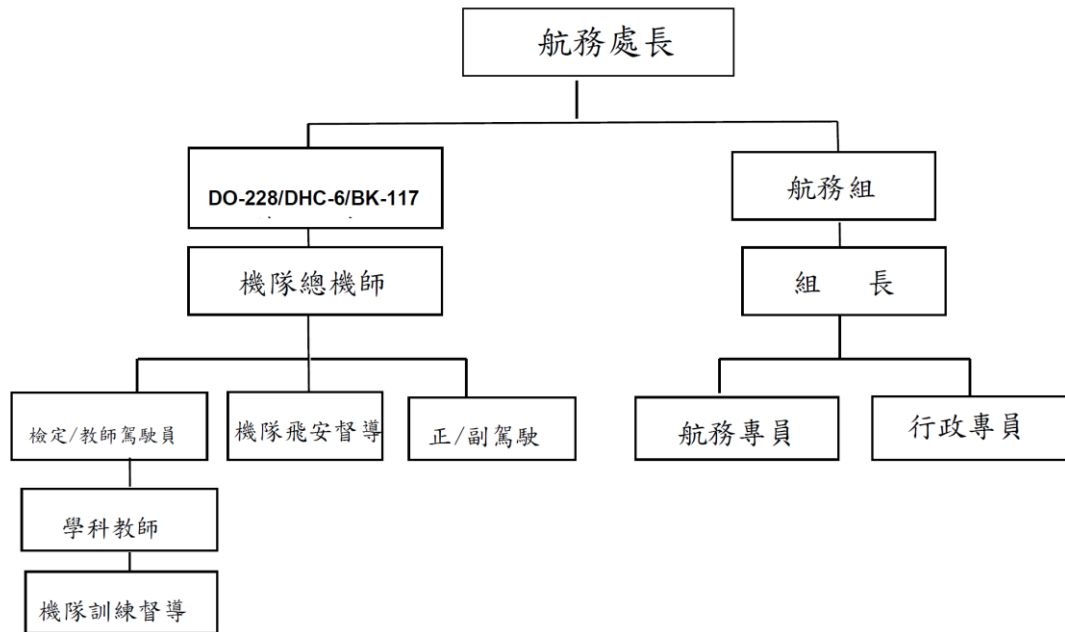 航務處長
DO-228/DHC-6/BK-117
航務組
機隊總機師
組 長
檢定/教師駕駛員
機隊飛安督導
正/副駕駛
航務專員
行政專員
學科教師
機隊訓練督導